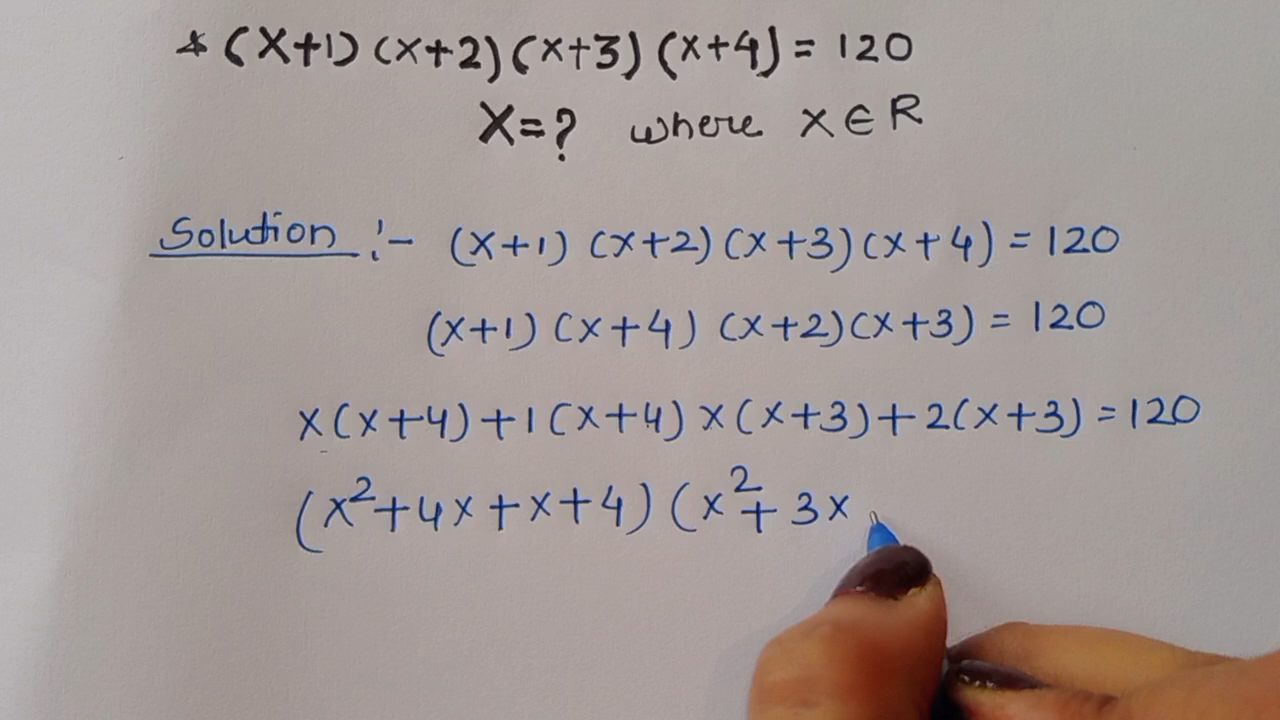 * (x+1) (x+2) (x+3) (x+4) = 120
X=? where x ∈ R
Solution :- (x+1) (x+2) (x+3) (x+4) = 120
(x+1) (x+4) (x+2) (x+3) = 120
x(x+4)+1(x+4) x(x+3)+2(x+3) = 120
(x²+4x+x+4) (x²+3x